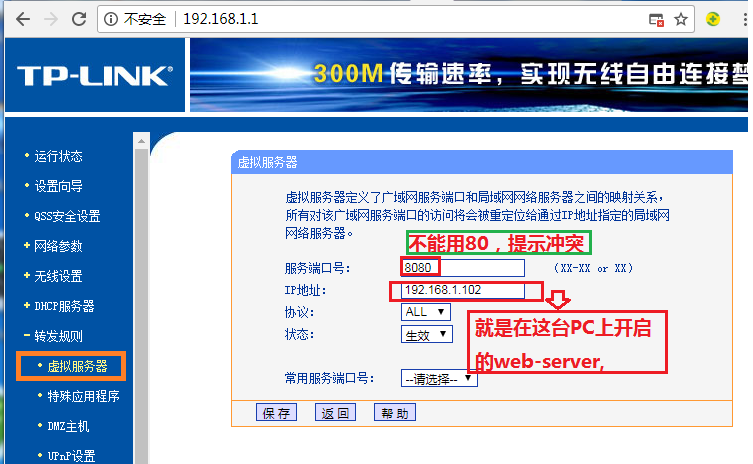 不安全 192.168.1.1
TP-LINK®
300M 传输速率，实现无线自由连接梦
运行状态
设置向导
QSS安全设置
网络参数
无线设置
DHCP服务器
转发规则
虚拟服务器
特殊应用程序
DMZ主机
UPnP设置
虚拟服务器
虚拟服务器定义了广域网服务端口和局域网网络服务器之间的映射关系，
所有对该广域网服务端口的访问将会被重定位给通过IP地址指定的局域网
网络服务器。
不能用80，提示冲突
服务端口号： 8080 （XX-XX or XX）
IP地址： 192.168.1.102
协议： ALL
状态： 生效
就是在这台PC上开启
的web-server,
常用服务端口号： --请选择--
保存 返回 帮助